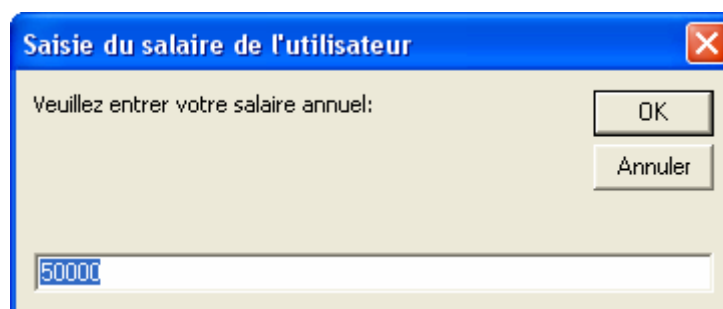 Saisie du salaire de l'utilisateur
Veuillez entrer votre salaire annuel:
OK
Annuler
50000